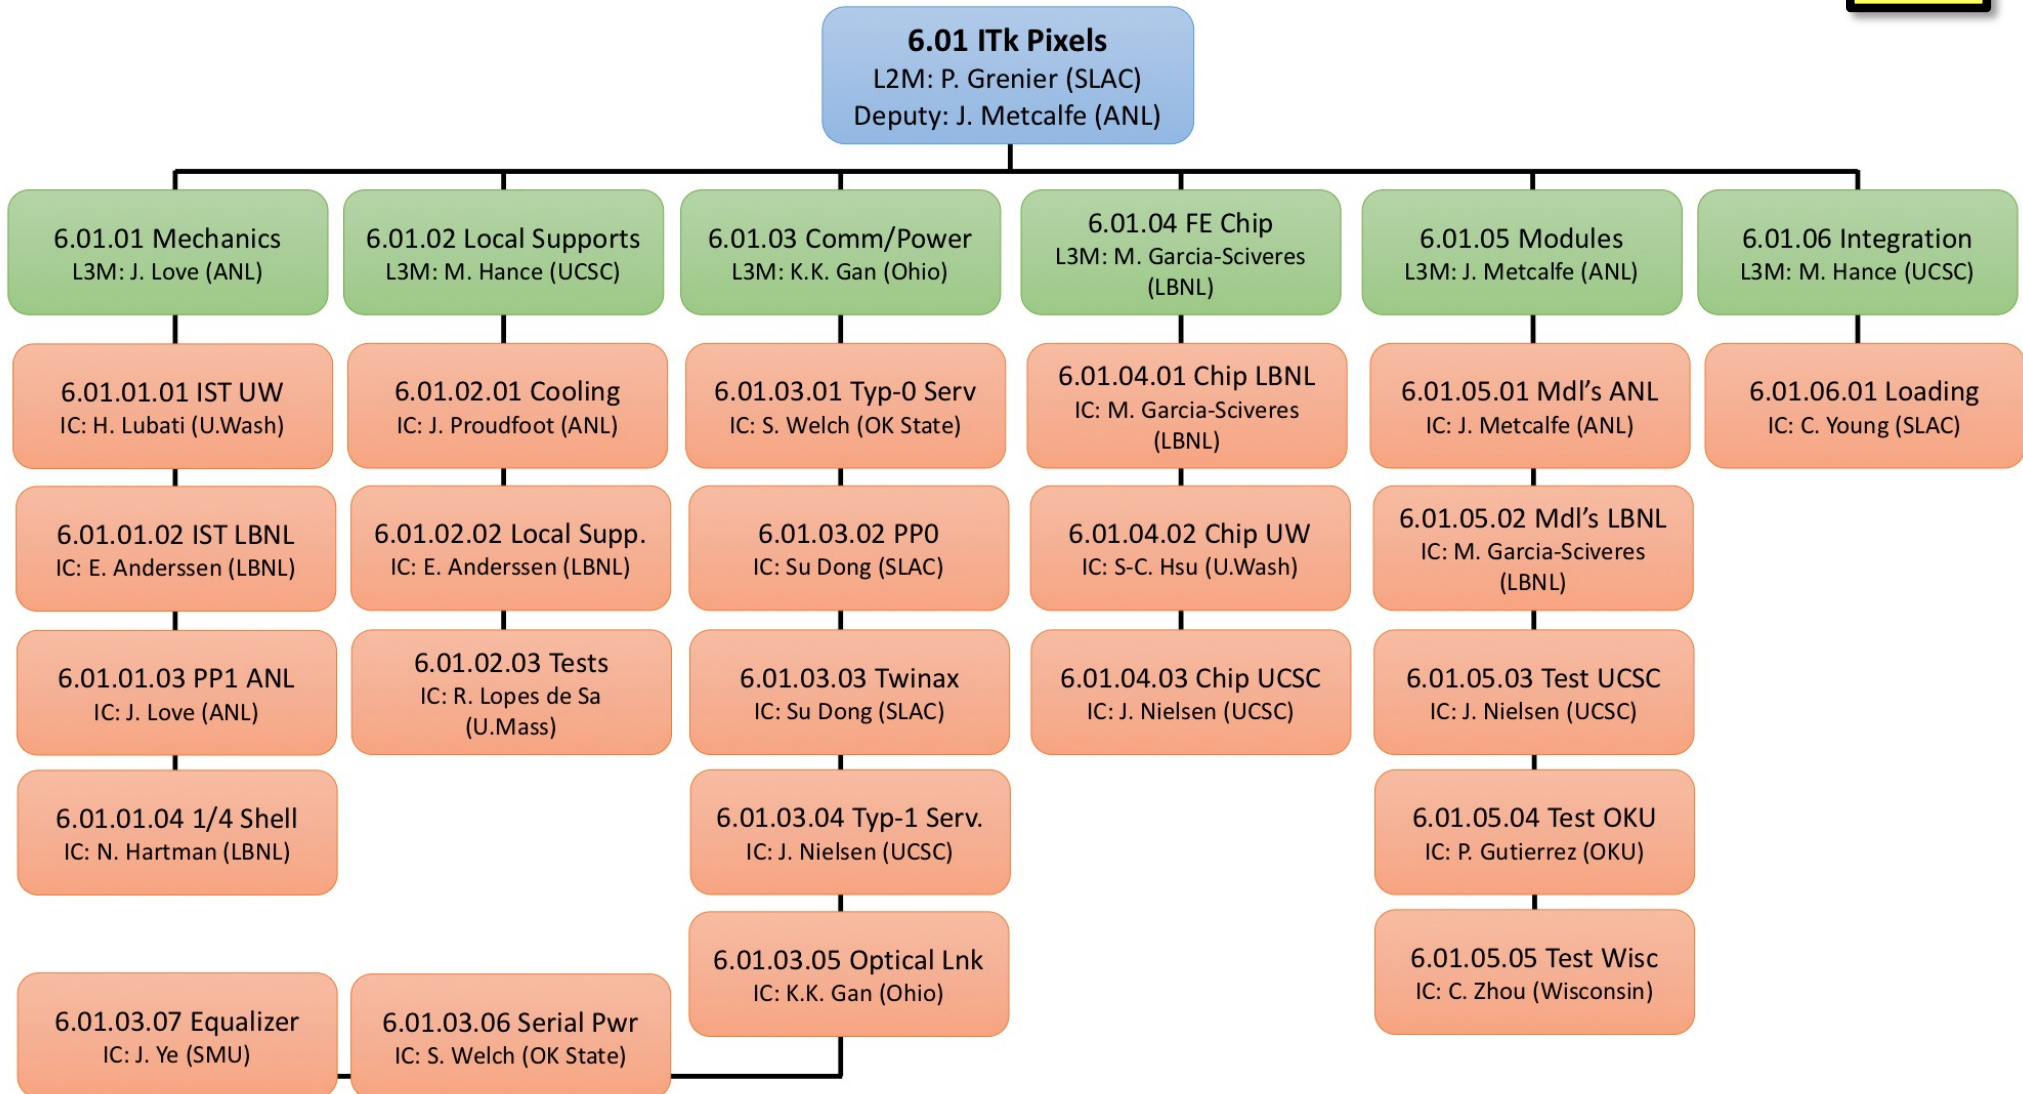 6.01 ITk Pixels
L2M: P. Grenier (SLAC)
Deputy: J. Metcalfe (ANL)
6.01.01 Mechanics
L3M: J. Love (ANL)
6.01.02 Local Supports
L3M: M. Hance (UCSC)
6.01.03 Comm/Power
L3M: K.K. Gan (Ohio)
6.01.04 FE Chip
L3M: M. Garcia-Sciveres
(LBNL)
6.01.05 Modules
L3M: J. Metcalfe (ANL)
6.01.06 Integration
L3M: M. Hance (UCSC)
6.01.01.01 IST UW
IC: H. Lubati (U.Wash)
6.01.02.01 Cooling
IC: J. Proudfoot (ANL)
6.01.03.01 Typ-0 Serv
IC: S. Welch (OK State)
6.01.04.01 Chip LBNL
IC: M. Garcia-Sciveres
(LBNL)
6.01.05.01 Mdl’s ANL
IC: J. Metcalfe (ANL)
6.01.06.01 Loading
IC: C. Young (SLAC)
6.01.01.02 IST LBNL
IC: E. Anderssen (LBNL)
6.01.02.02 Local Supp.
IC: E. Anderssen (LBNL)
6.01.03.02 PP0
IC: Su Dong (SLAC)
6.01.04.02 Chip UW
IC: S-C. Hsu (U.Wash)
6.01.05.02 Mdl’s LBNL
IC: M. Garcia-Sciveres
(LBNL)
6.01.01.03 PP1 ANL
IC: J. Love (ANL)
6.01.02.03 Tests
IC: R. Lopes de Sa
(U.Mass)
6.01.03.03 Twinax
IC: Su Dong (SLAC)
6.01.04.03 Chip UCSC
IC: J. Nielsen (UCSC)
6.01.05.03 Test UCSC
IC: J. Nielsen (UCSC)
6.01.01.04 1/4 Shell
IC: N. Hartman (LBNL)
6.01.03.04 Typ-1 Serv.
IC: J. Nielsen (UCSC)
6.01.05.04 Test OKU
IC: P. Gutierrez (OKU)
6.01.03.05 Optical Lnk
IC: K.K. Gan (Ohio)
6.01.05.05 Test Wisc
IC: C. Zhou (Wisconsin)
6.01.03.07 Equalizer
IC: J. Ye (SMU)
6.01.03.06 Serial Pwr
IC: S. Welch (OK State)